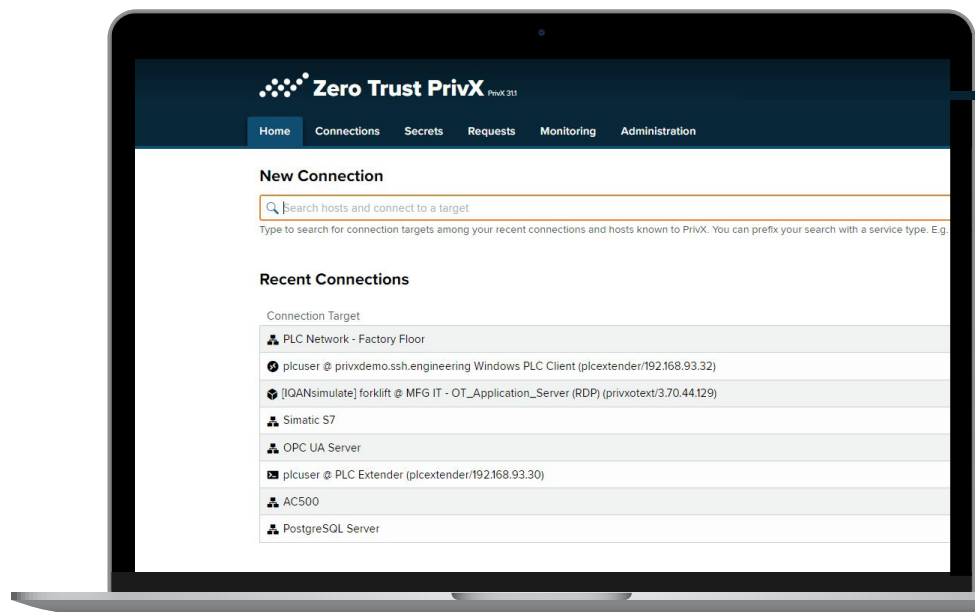 Zero Trust PrivX PrivX 31.1
Home Connections Secrets Requests Monitoring Administration
New Connection
Search hosts and connect to a target
Type to search for connection targets among your recent connections and hosts known to PrivX. You can prefix your search with a service type. E.g.
Recent Connections
Connection Target
PLC Network - Factory Floor
plcuser @ privxdemo.ssh.engineering Windows PLC Client (plcextender/192.168.93.32)
[IQANsimulate] forklift @ MFG IT - OT_Application_Server (RDP) (privxotext/3.70.44.129)
Simatic S7
OPC UA Server
plcuser @ PLC Extender (plcextender/192.168.93.30)
AC500
PostgreSQL Server